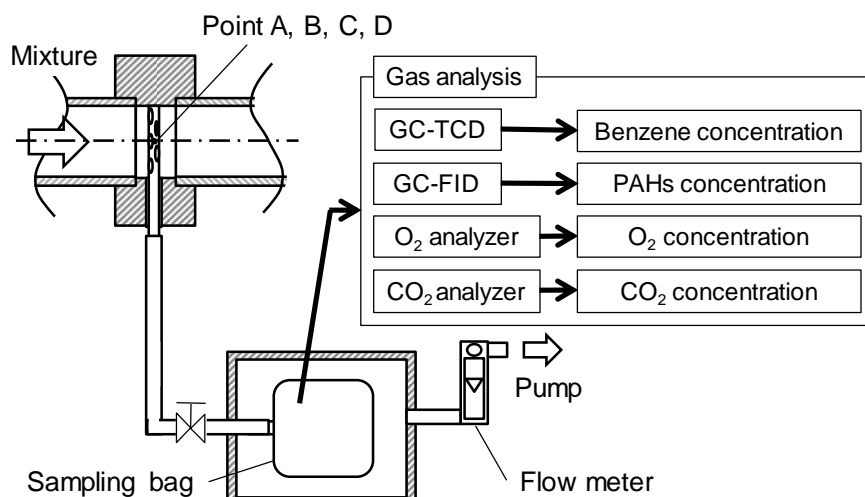 Point A, B, C, D
Mixture
Gas analysis
GC-TCD
Benzene concentration
GC-FID
PAHs concentration
O₂ analyzer
O₂ concentration
CO₂ analyzer
CO₂ concentration
Pump
Sampling bag
Flow meter